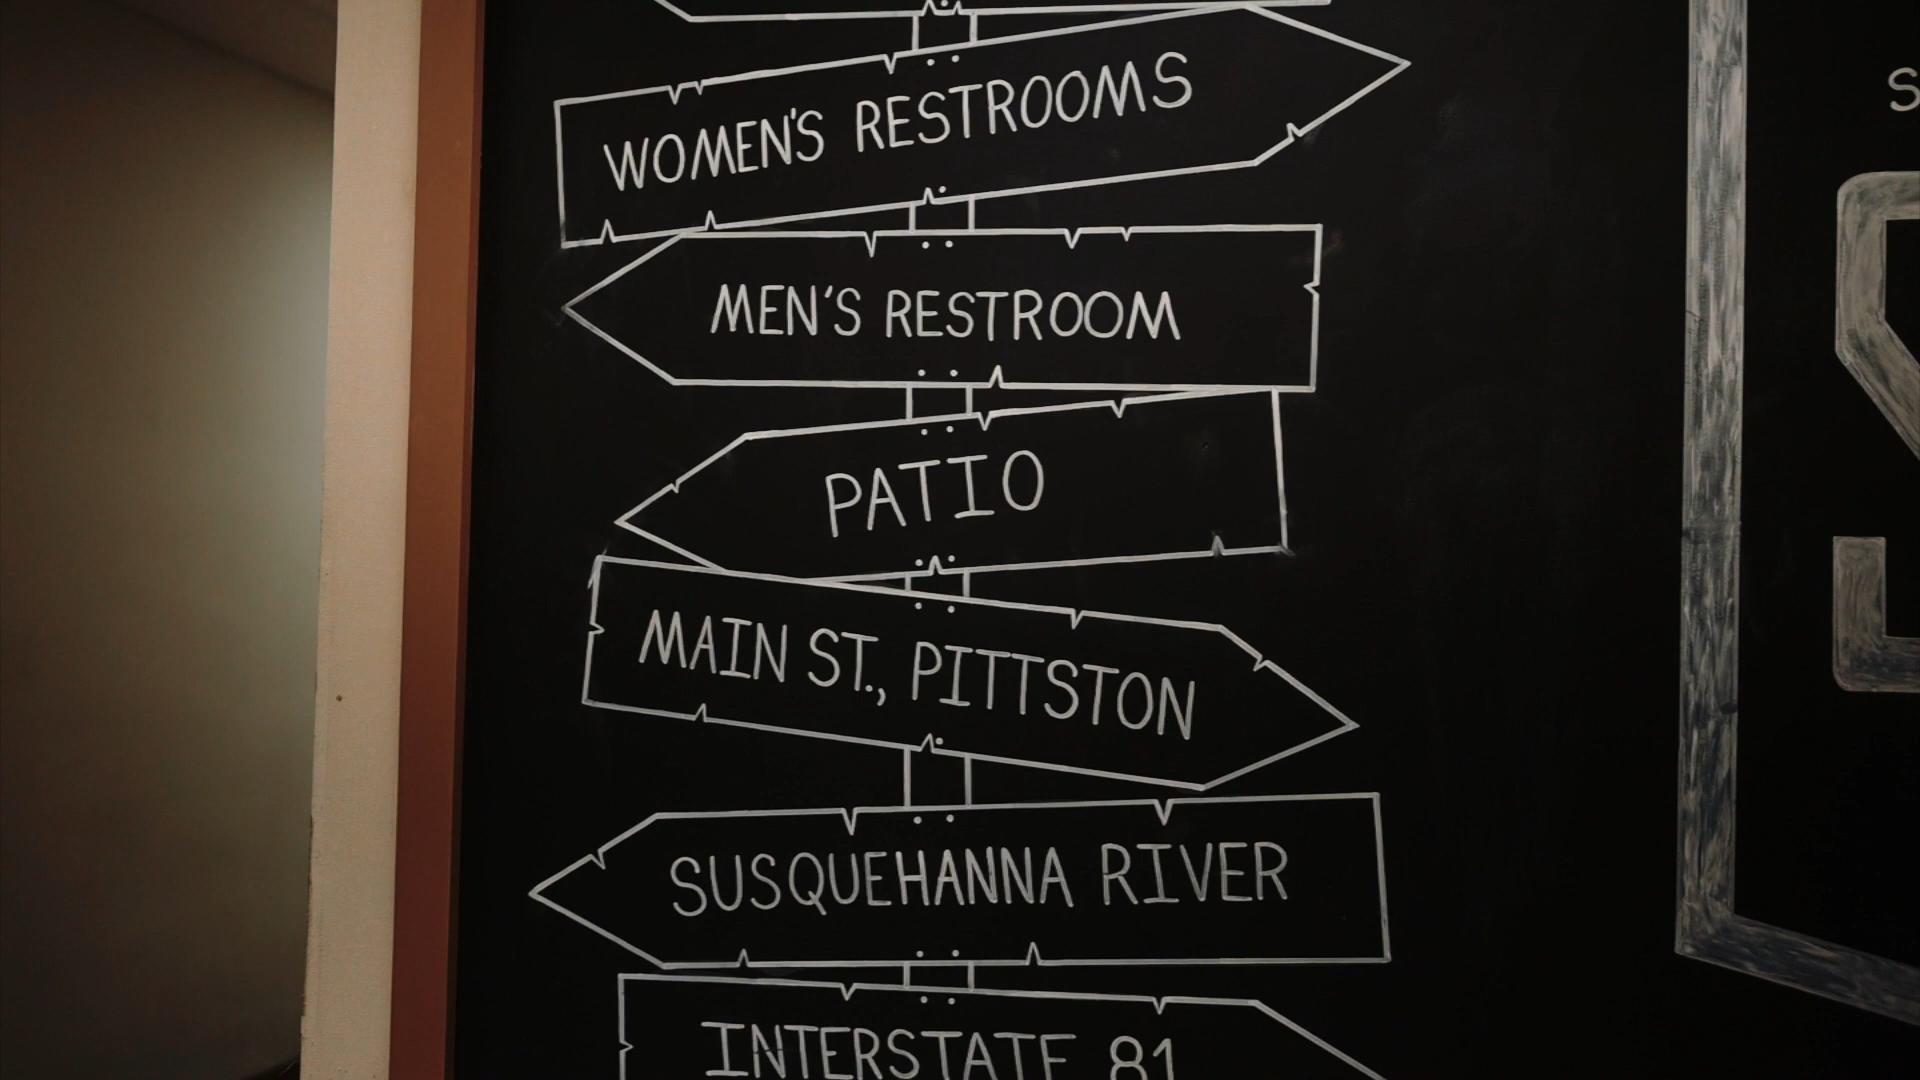 WOMEN'S RESTROOMS
MEN'S RESTROOM
PATIO
MAIN ST., PITTSTON
SUSQUEHANNA RIVER
INTERSTATE 81